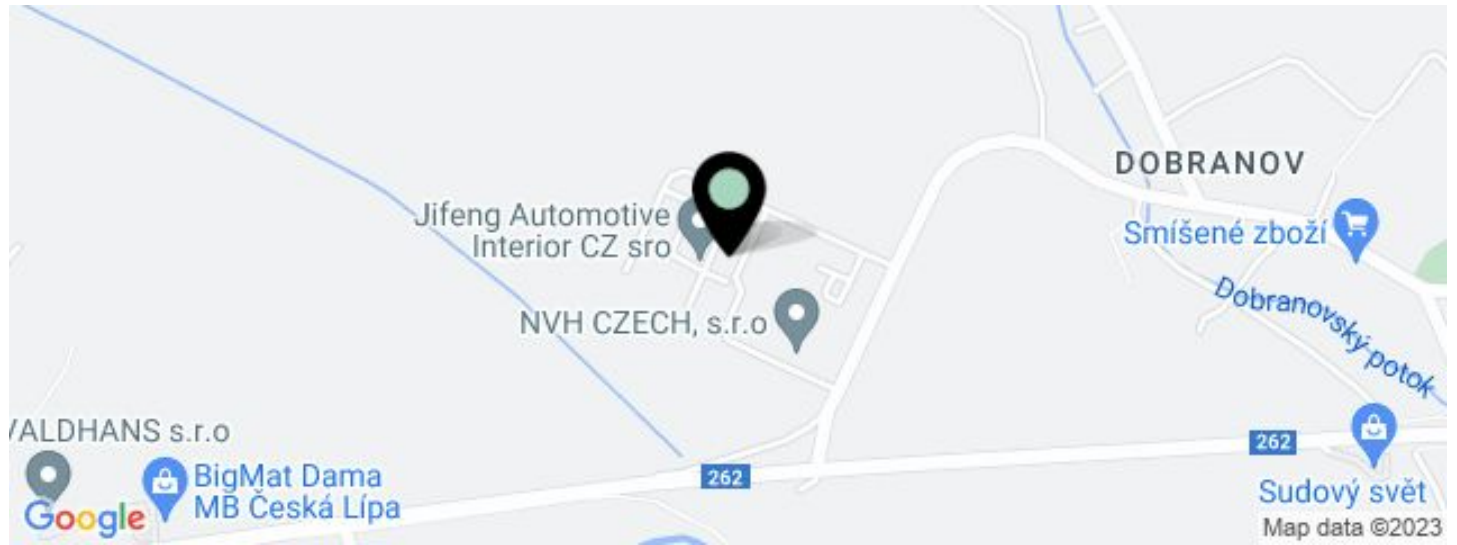 DOBRANOV
Jifeng Automotive
Interior CZ sro
Smíšené zboží
NVH CZECH, s.r.o
Dobranovský potok
VALDHANS s.r.o
262
BigMat Dama
MB Česká Lípa
262
Sudový svět
Google
Map data ©2023